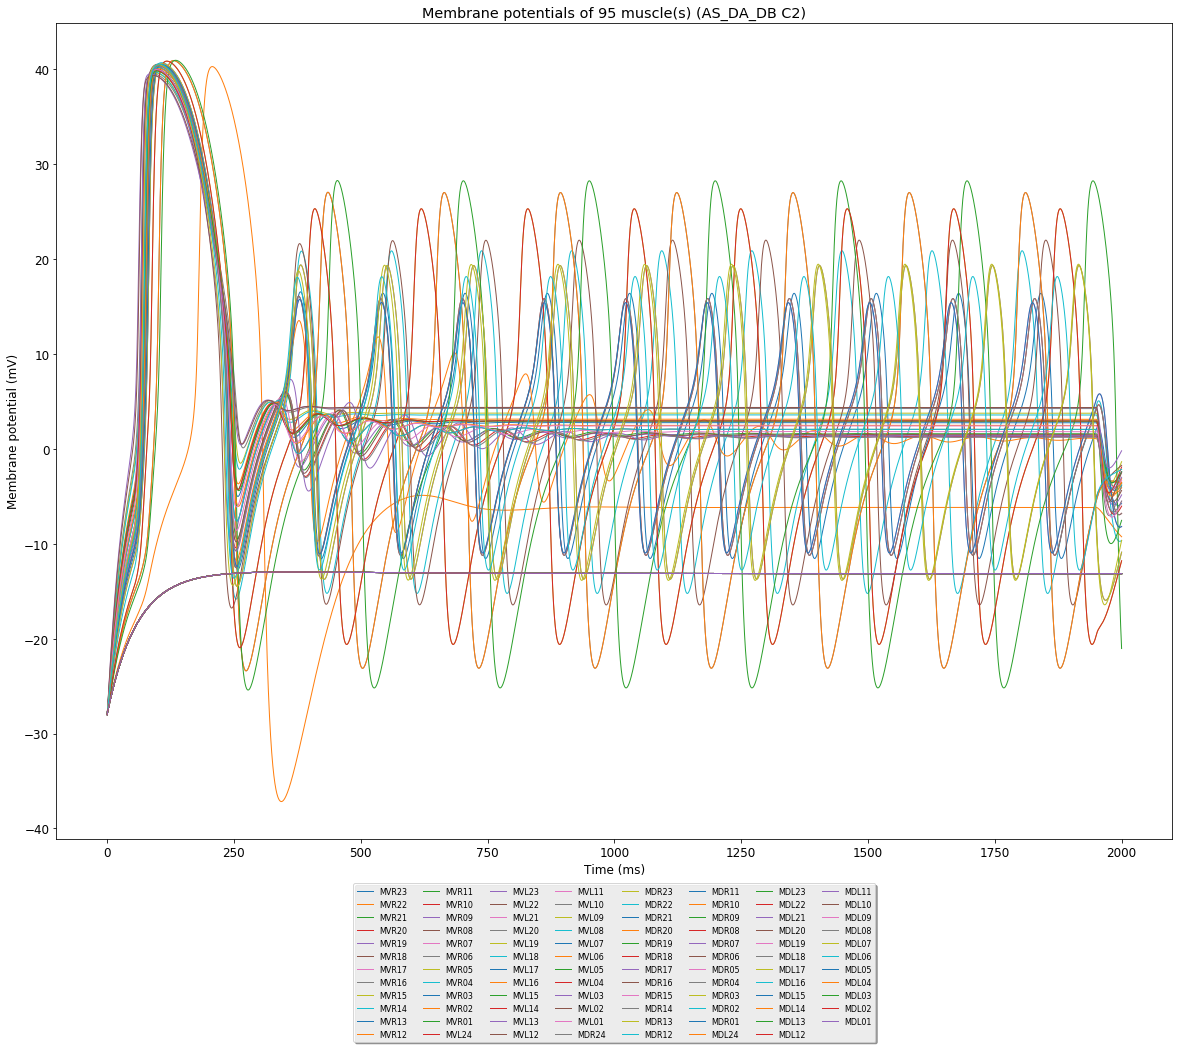 Membrane potentials of 95 muscle(s) (AS_DA_DB C2)
40
30
20
10
0
−10
−20
−30
−40
Membrane potential (mV)
0 250 500 750 1000 1250 1500 1750 2000
Time (ms)
MVR23 MVR11 MVL23 MVL11 MDR23 MDR11 MDL23 MDL11
MVR22 MVR10 MVL22 MVL10 MDR22 MDR10 MDL22 MDL10
MVR21 MVR09 MVL21 MVL09 MDR21 MDR09 MDL21 MDL09
MVR20 MVR08 MVL20 MVL08 MDR20 MDR08 MDL20 MDL08
MVR19 MVR07 MVL19 MVL07 MDR19 MDR07 MDL19 MDL07
MVR18 MVR06 MVL18 MVL06 MDR18 MDR06 MDL18 MDL06
MVR17 MVR05 MVL17 MVL05 MDR17 MDR05 MDL17 MDL05
MVR16 MVR04 MVL16 MVL04 MDR16 MDR04 MDL16 MDL04
MVR15 MVR03 MVL15 MVL03 MDR15 MDR03 MDL15 MDL03
MVR14 MVR02 MVL14 MVL02 MDR14 MDR02 MDL14 MDL02
MVR13 MVR01 MVL13 MVL01 MDR13 MDR01 MDL13 MDL01
MVR12 MVL24 MVL12 MDR24 MDR12 MDL24 MDL12